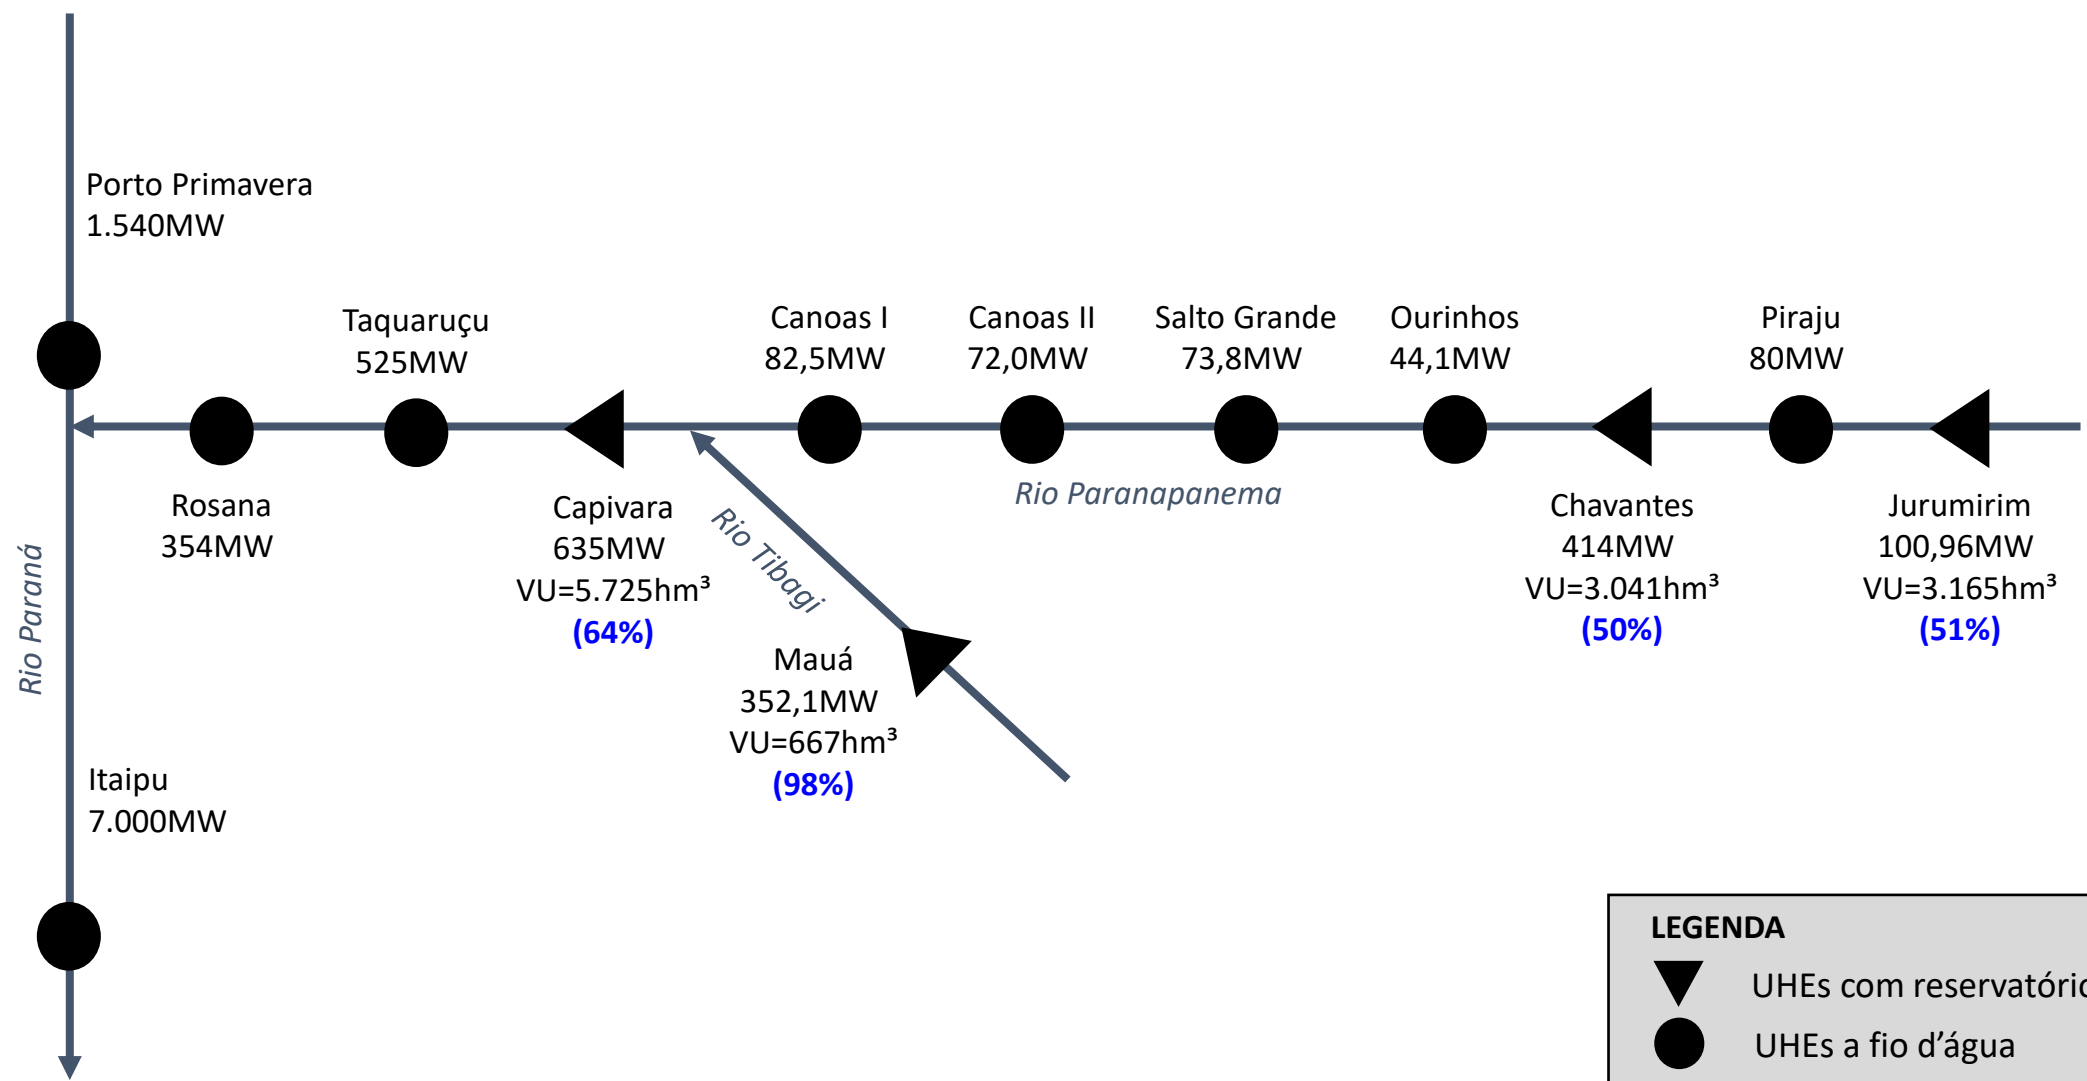 Porto Primavera
1.540MW
Taquaruçu
525MW
Canoas I
82,5MW
Canoas II
72,0MW
Salto Grande
73,8MW
Ourinhos
44,1MW
Piraju
80MW
Rosana
354MW
Capivara
635MW
VU=5.725hm³
(64%)
Rio Tibagi
Rio Paranapanema
Chavantes
414MW
VU=3.041hm³
(50%)
Jurumirim
100,96MW
VU=3.165hm³
(51%)
Rio Paraná
Mauá
352,1MW
VU=667hm³
(98%)
Itaipu
7.000MW
LEGENDA
UHEs com reservatório
UHEs a fio d’água